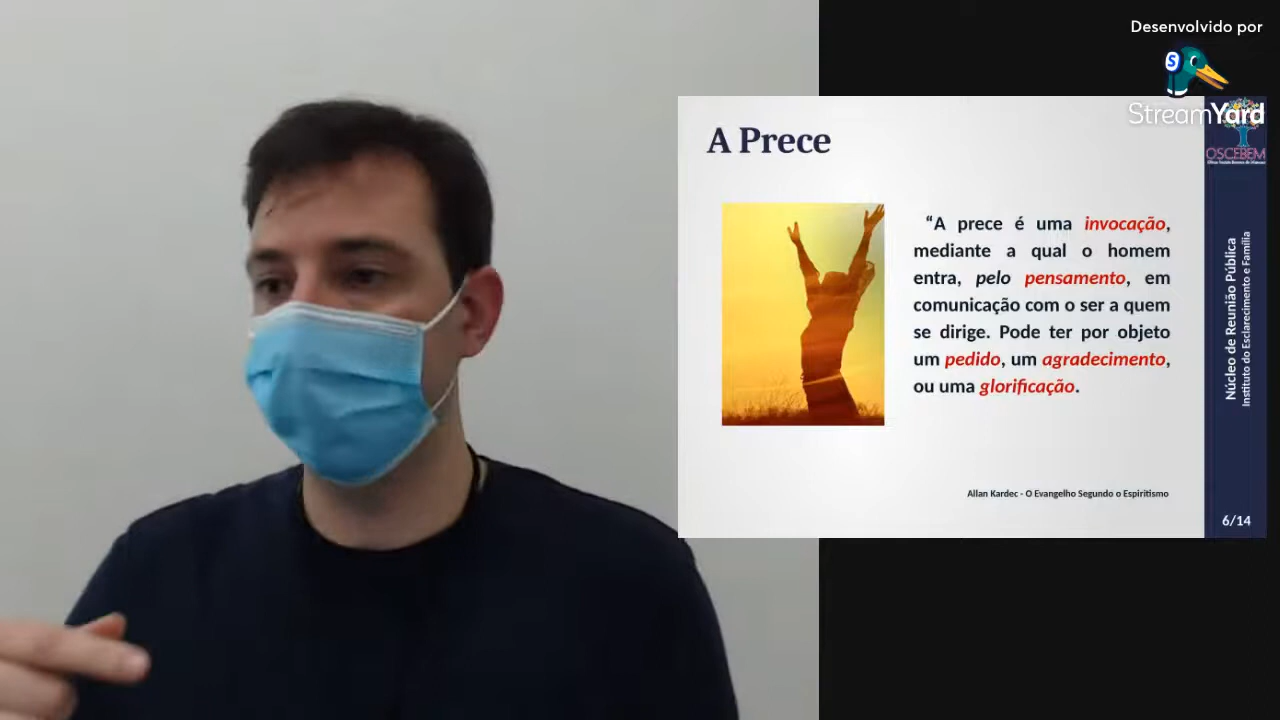 Desenvolvido por
StreamYard
A Prece
“A prece é uma invocação,
mediante a qual o homem
entra, pelo pensamento, em
comunicação com o ser a quem
se dirige. Pode ter por objeto
um pedido, um agradecimento,
ou uma glorificação.
Allan Kardec - O Evangelho Segundo o Espiritismo
OSCEBEM
Núcleo de Reunião Pública
Instituto do Esclarecimento e Família
6/14